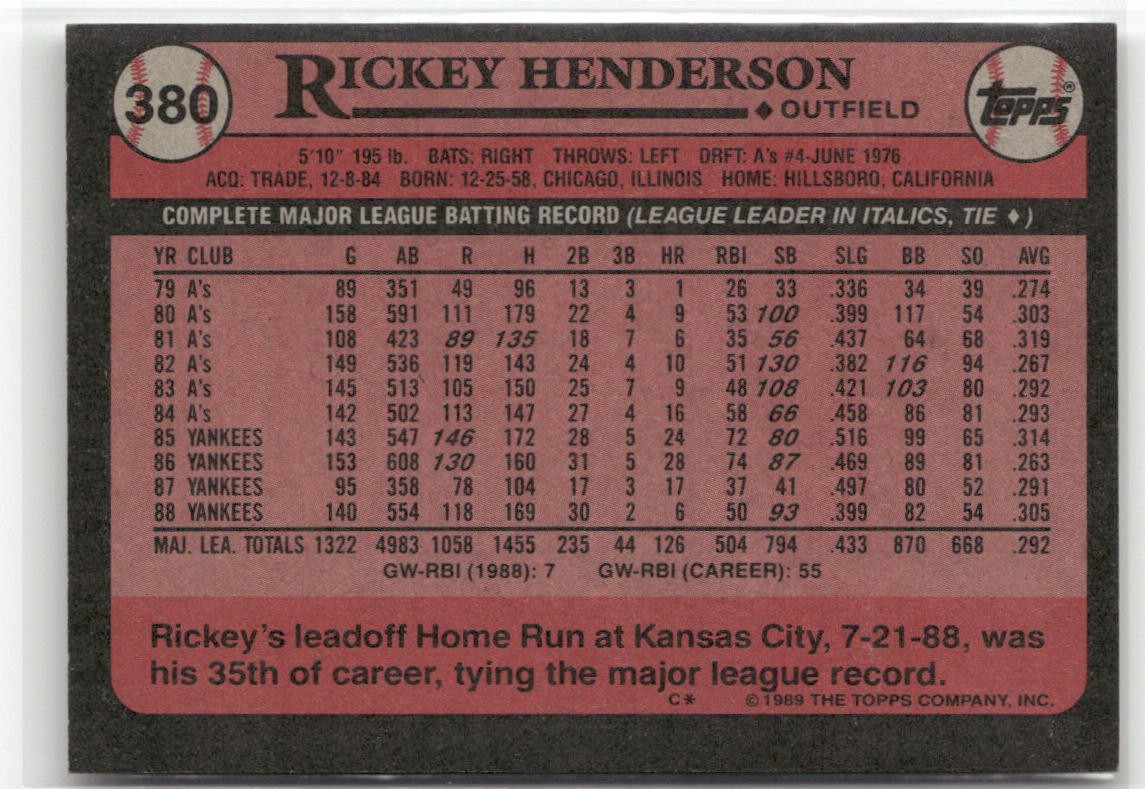 380
RICKEY HENDERSON
♦ OUTFIELD
TOPPS®
5'10" 195 lb. BATS: RIGHT THROWS: LEFT DRFT: A's #4-JUNE 1976
ACQ: TRADE, 12-8-84 BORN: 12-25-58, CHICAGO, ILLINOIS HOME: HILLSBORO, CALIFORNIA
COMPLETE MAJOR LEAGUE BATTING RECORD (LEAGUE LEADER IN ITALICS, TIE ♦)
YR CLUB G AB R H 2B 3B HR RBI SB SLG BB SO AVG
79 A's 89 351 49 96 13 3 1 26 33 .336 34 39 .274
80 A's 158 591 111 179 22 4 9 53 100 .399 117 54 .303
81 A's 108 423 89 135 18 7 6 35 56 .437 64 68 .319
82 A's 149 536 119 143 24 4 10 51 130 .382 116 94 .267
83 A's 145 513 105 150 25 7 9 48 108 .421 103 80 .292
84 A's 142 502 113 147 27 4 16 58 66 .458 86 81 .293
85 YANKEES 143 547 146 172 28 5 24 72 80 .516 99 65 .314
86 YANKEES 153 608 130 160 31 5 28 74 87 .469 89 81 .263
87 YANKEES 95 358 78 104 17 3 17 37 41 .497 80 52 .291
88 YANKEES 140 554 118 169 30 2 6 50 93 .399 82 54 .305
MAJ. LEA. TOTALS 1322 4983 1058 1455 235 44 126 504 794 .433 870 668 .292
GW-RBI (1988): 7 GW-RBI (CAREER): 55
Rickey's leadoff Home Run at Kansas City, 7-21-88, was
his 35th of career, tying the major league record.
C* © 1989 THE TOPPS COMPANY, INC.